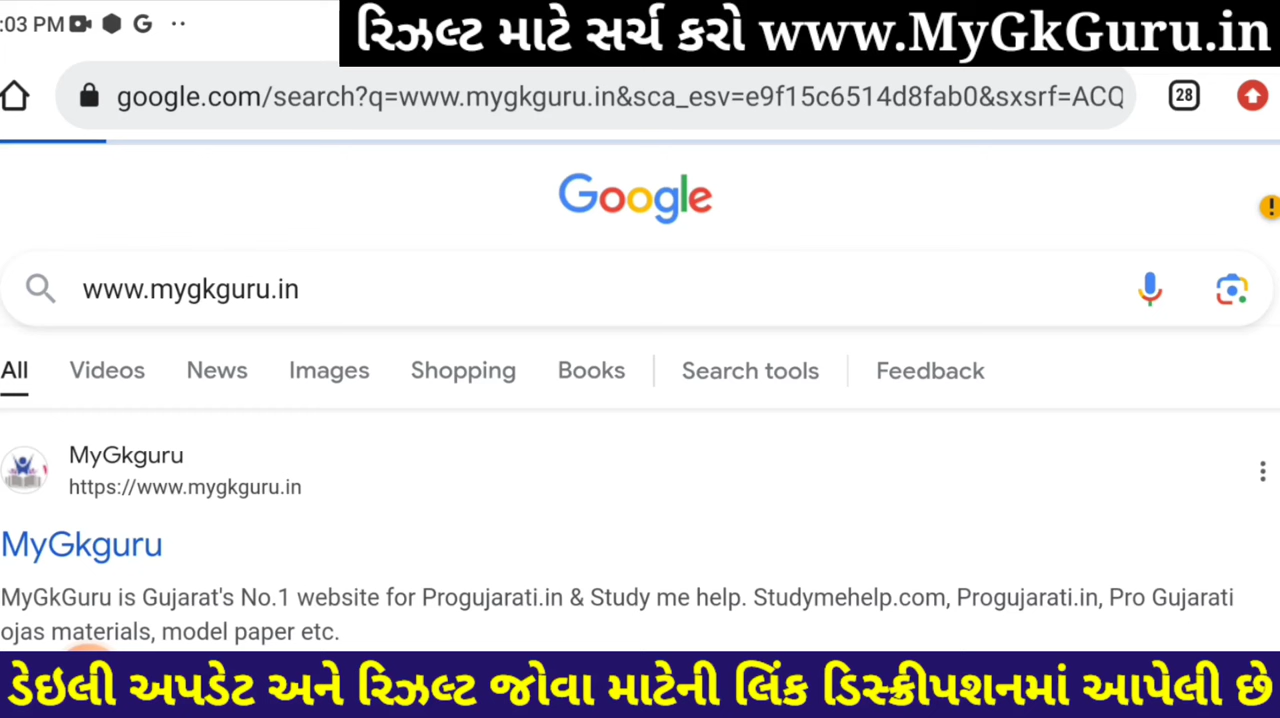 :03 PM
રિઝલ્ટ માટે સર્ચ કરો www.MyGkGuru.in
google.com/search?q=www.mygkguru.in&sca_esv=e9f15c6514d8fab0&sxsrf=ACQ
28
Google
www.mygkguru.in
All Videos News Images Shopping Books Search tools Feedback
MyGkguru
https://www.mygkguru.in
MyGkguru
MyGkGuru is Gujarat's No.1 website for Progujarati.in & Study me help. Studymehelp.com, Progujarati.in, Pro Gujarati
ojas materials, model paper etc.
ડેઇલી અપડેટ અને રિઝલ્ટ જોવા માટેની લિંક ડિસ્ક્રીપશનમાં આપેલી છે